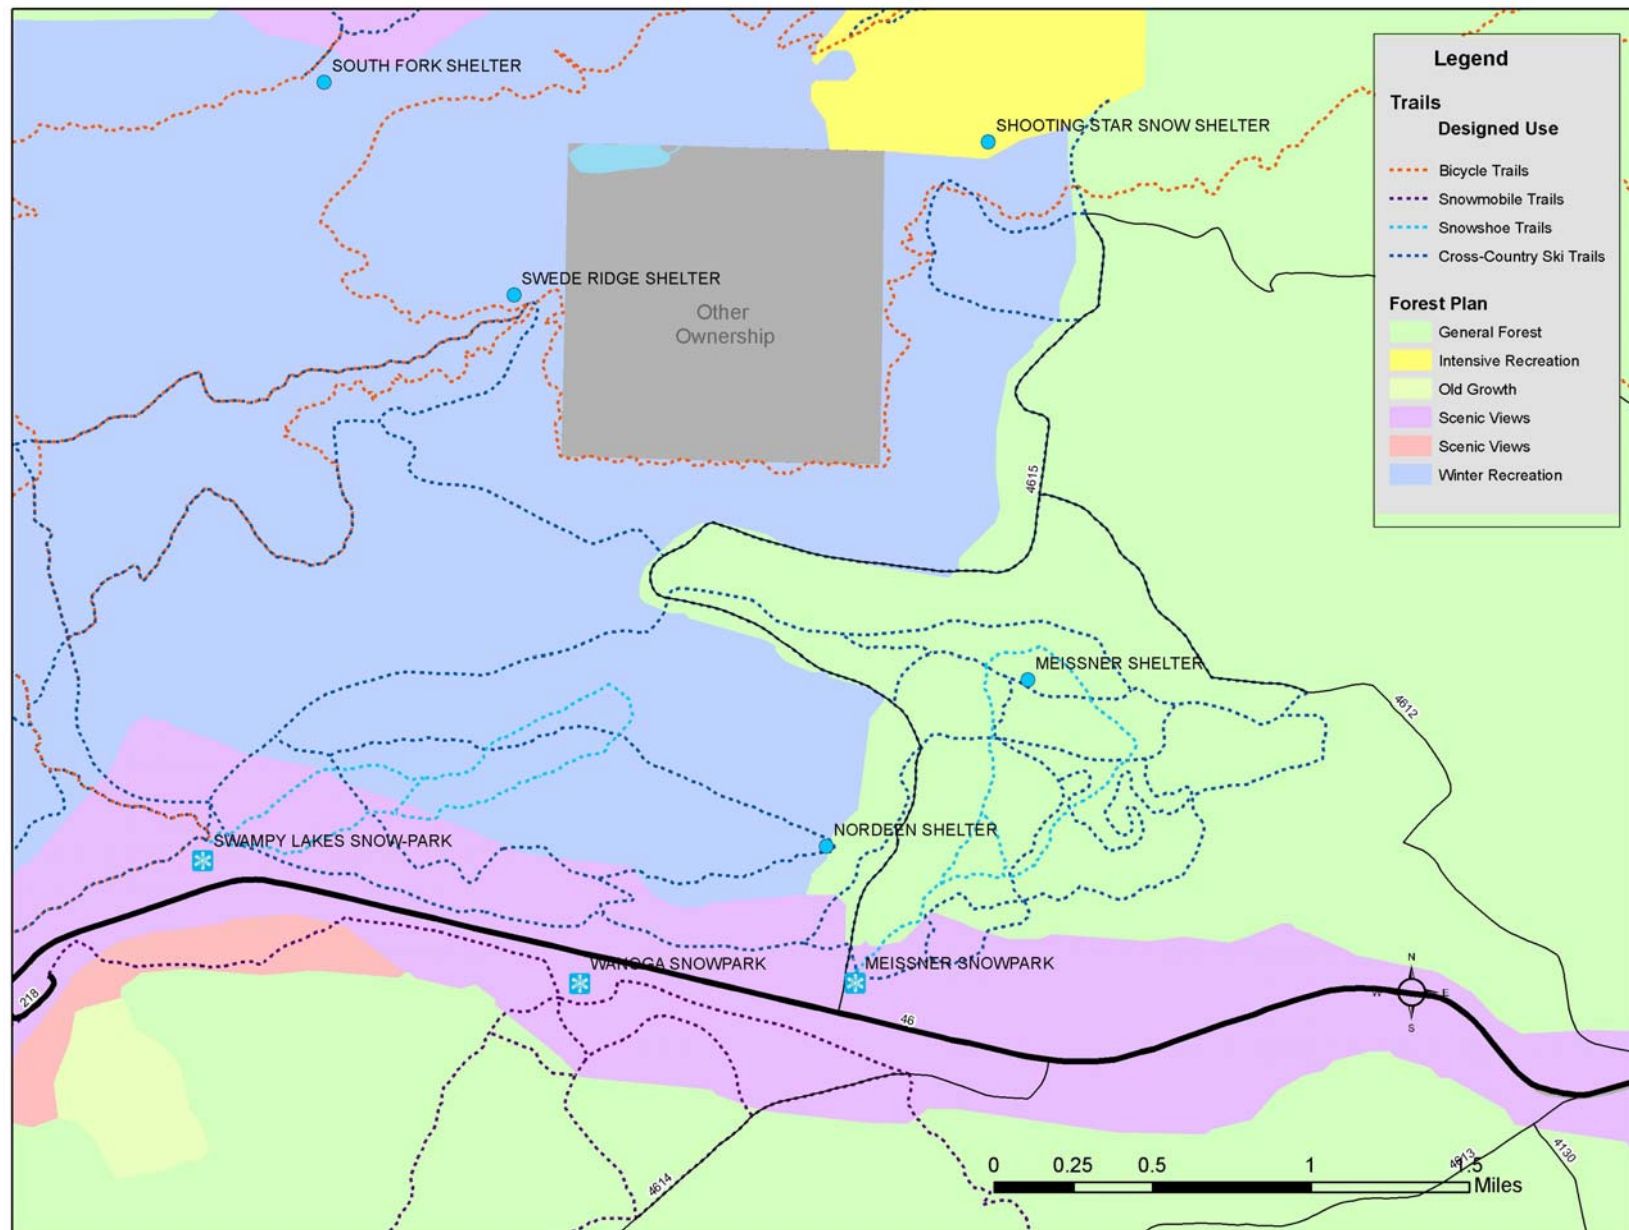 SOUTH FORK SHELTER
SHOOTING STAR SNOW SHELTER
SWEDE RIDGE SHELTER
Other
Ownership
4615
MEISSNER SHELTER
4612
NORDEEN SHELTER
SWAMPY LAKES SNOW-PARK
WANOGA SNOWPARK
MEISSNER SNOWPARK
218
46
N
W
E
S
4614
4613
4130
0 0.25 0.5 1 1.5
Miles
Legend
Trails
Designed Use
Bicycle Trails
Snowmobile Trails
Snowshoe Trails
Cross-Country Ski Trails
Forest Plan
General Forest
Intensive Recreation
Old Growth
Scenic Views
Scenic Views
Winter Recreation